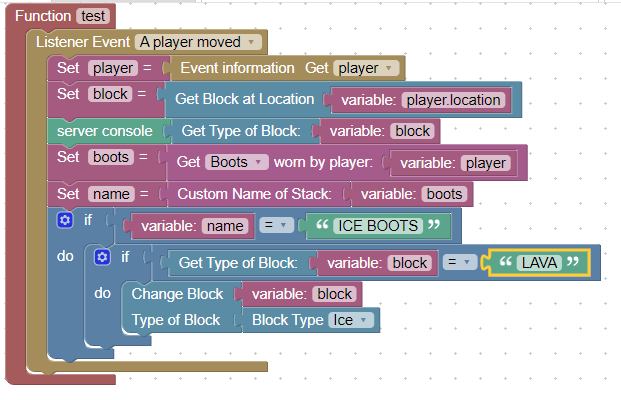 Function test
Listener Event A player moved
Set player = Event information Get player
Set block = Get Block at Location variable: player.location
server console Get Type of Block: variable: block
Set boots = Get Boots worn by player: variable: player
Set name = Custom Name of Stack: variable: boots
if variable: name = “ ICE BOOTS ”
do if Get Type of Block: variable: block = “ LAVA ”
do Change Block variable: block
Type of Block Block Type Ice